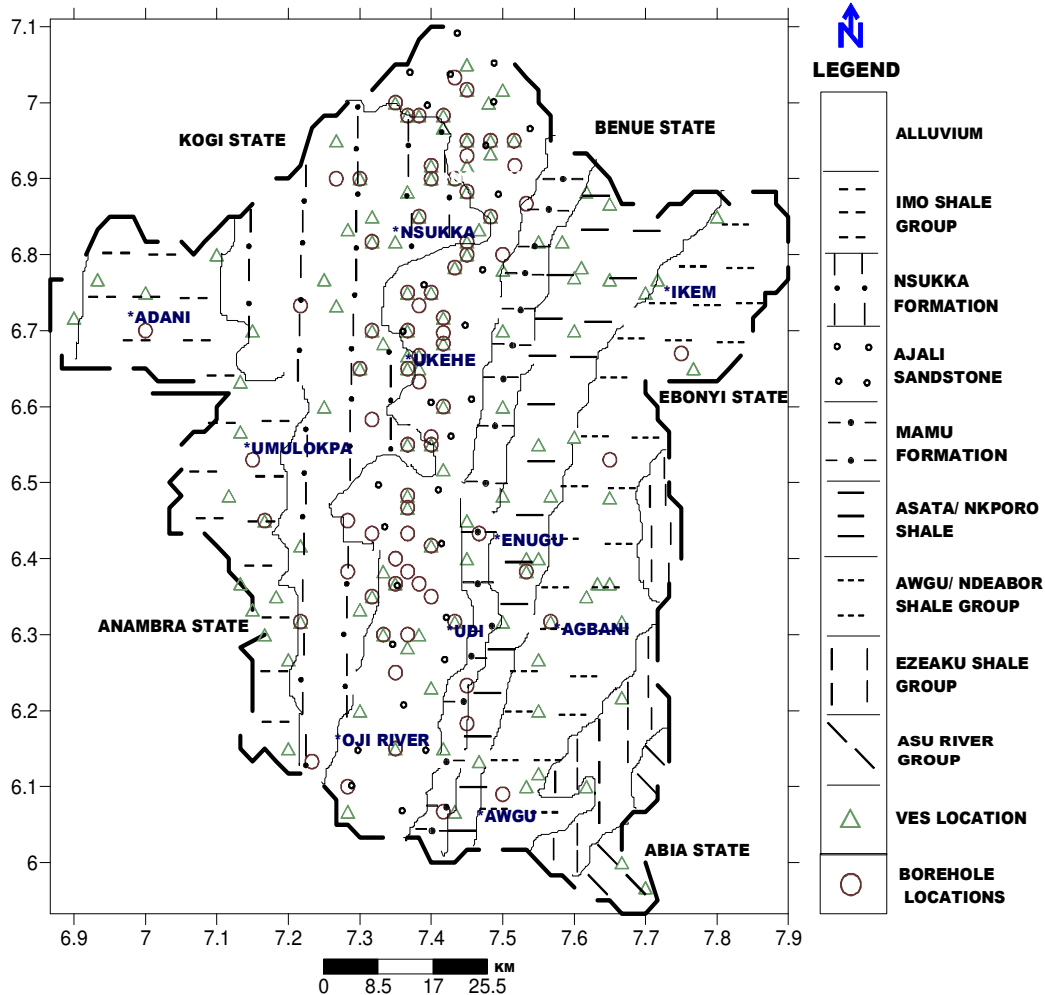 N
LEGEND
ALLUVIUM
IMO SHALE
GROUP
NSUKKA
FORMATION
AJALI
SANDSTONE
MAMU
FORMATION
ASATA/ NKPORO
SHALE
AWGU/ NDEABOR
SHALE GROUP
EZEAKU SHALE
GROUP
ASU RIVER
GROUP
VES LOCATION
BOREHOLE
LOCATIONS
7.1
7
6.9
6.8
6.7
6.6
6.5
6.4
6.3
6.2
6.1
6
KOGI STATE
BENUE STATE
*NSUKKA
*IKEM
*ADANI
*UKEHE
EBONYI STATE
*UMULOKPA
*ENUGU
ANAMBRA STATE
*UDI
*AGBANI
*OJI RIVER
*AWGU
ABIA STATE
6.9 7 7.1 7.2 7.3 7.4 7.5 7.6 7.7 7.8 7.9
KM
0 8.5 17 25.5